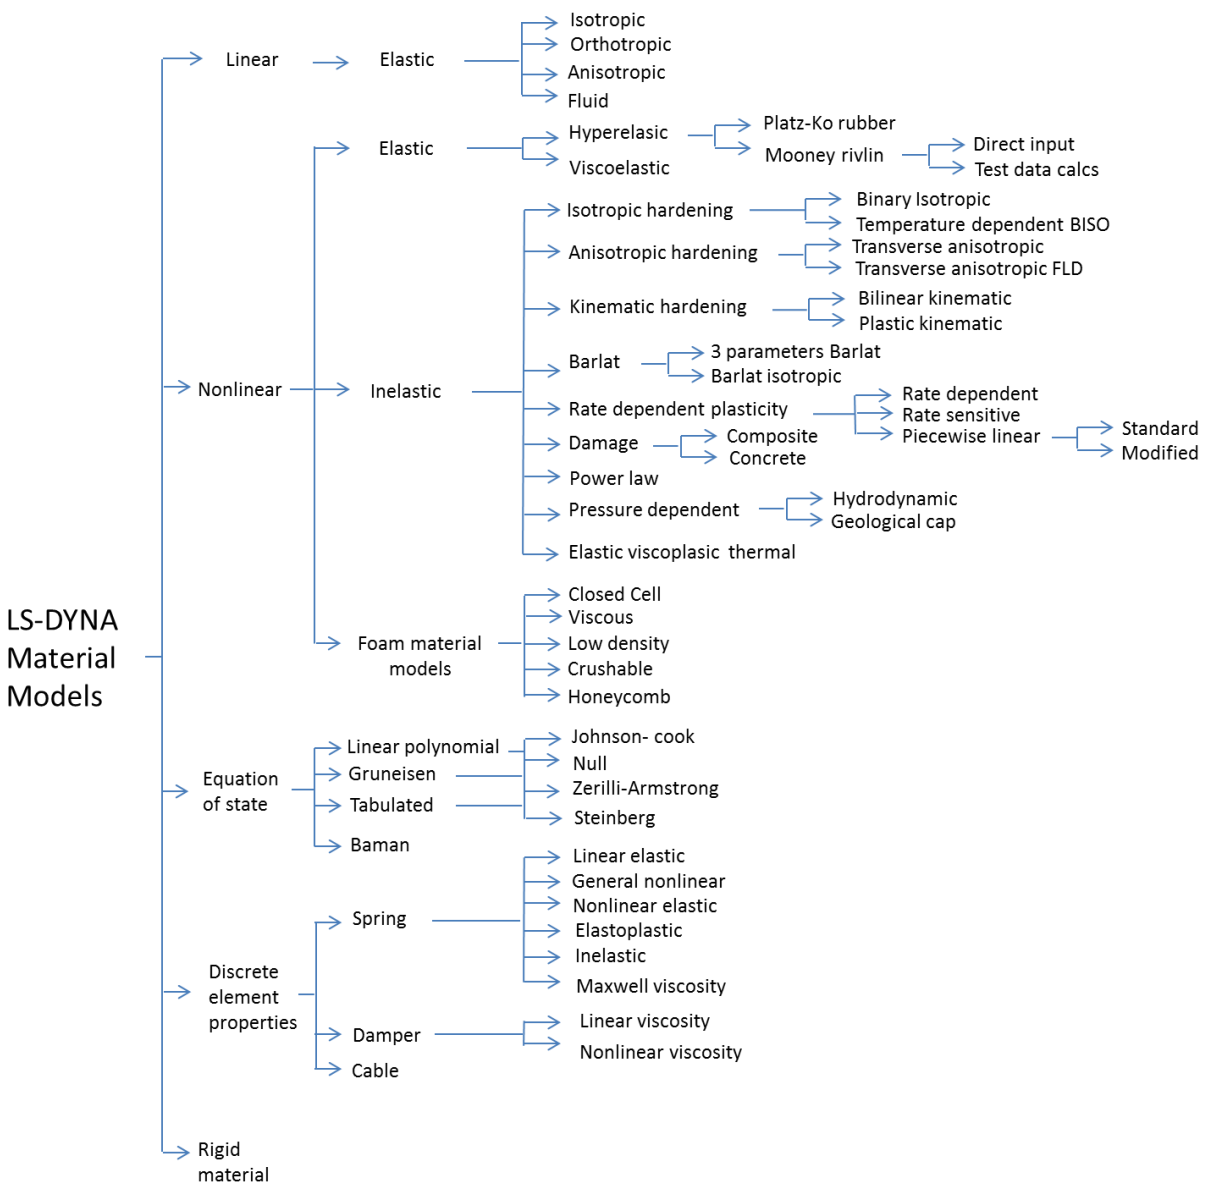 Isotropic
Linear
Elastic
Orthotropic
Anisotropic
Fluid
Elastic
Hyperelasic
Platz-Ko rubber
Viscoelastic
Mooney rivlin
Direct input
Test data calcs
Isotropic hardening
Binary Isotropic
Temperature dependent BISO
Anisotropic hardening
Transverse anisotropic
Transverse anisotropic FLD
Kinematic hardening
Bilinear kinematic
Plastic kinematic
Barlat
3 parameters Barlat
Barlat isotropic
Nonlinear
Inelastic
Rate dependent plasticity
Rate dependent
Rate sensitive
Piecewise linear
Standard
Modified
Damage
Composite
Concrete
Power law
Pressure dependent
Hydrodynamic
Geological cap
Elastic viscoplasic thermal
LS-DYNA
Material
Models
Foam material
models
Closed Cell
Viscous
Low density
Crushable
Honeycomb
Equation
of state
Linear polynomial
Gruneisen
Tabulated
Baman
Johnson- cook
Null
Zerilli-Armstrong
Steinberg
Discrete
element
properties
Spring
Linear elastic
General nonlinear
Nonlinear elastic
Elastoplastic
Inelastic
Maxwell viscosity
Damper
Linear viscosity
Nonlinear viscosity
Cable
Rigid
material